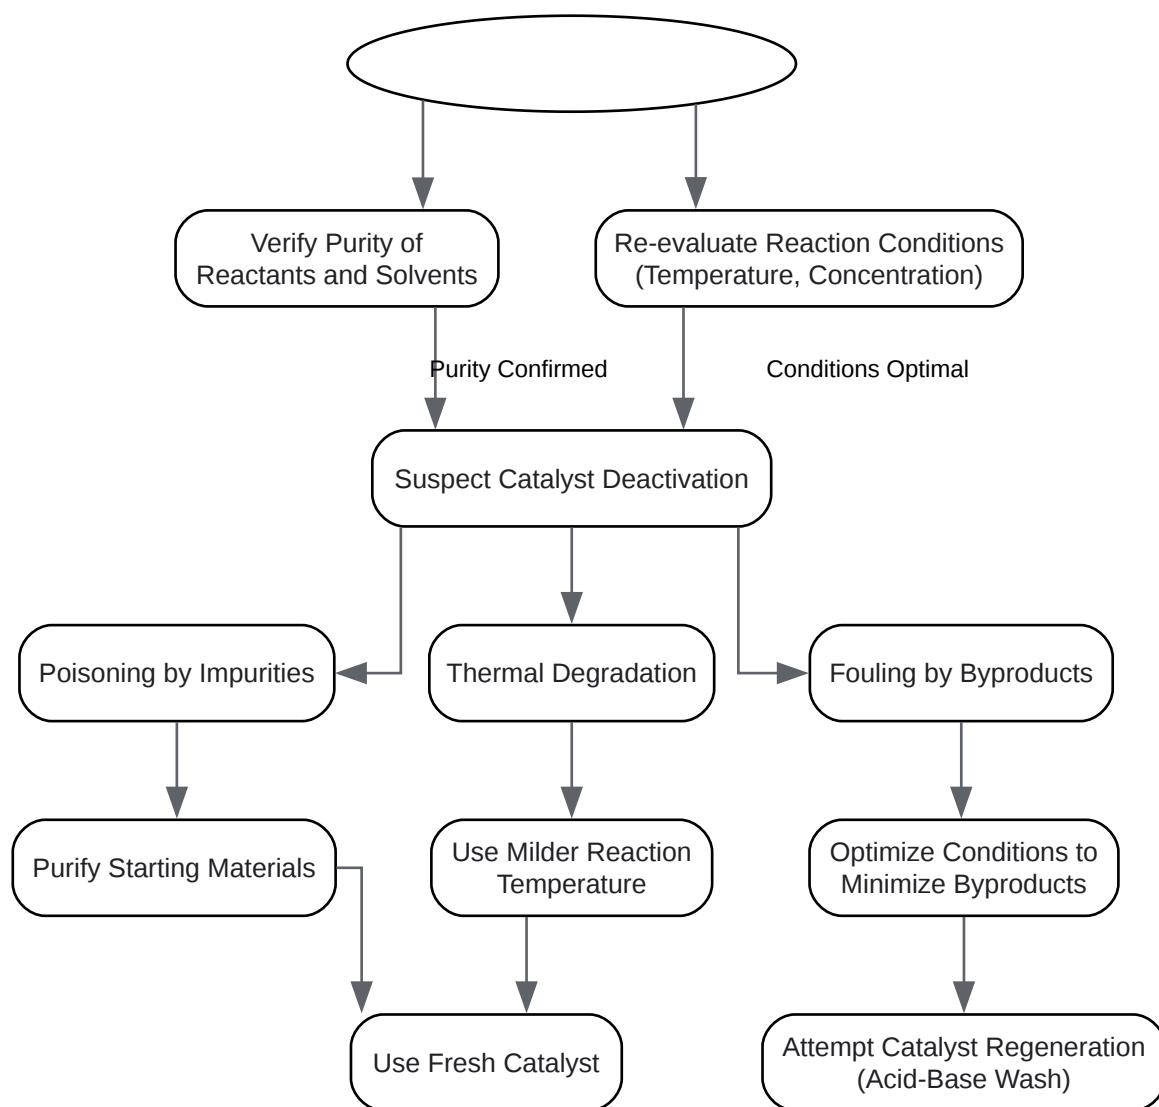 Verify Purity of
Reactants and Solvents
Re-evaluate Reaction Conditions
(Temperature, Concentration)
Purity Confirmed
Conditions Optimal
Suspect Catalyst Deactivation
Poisoning by Impurities
Thermal Degradation
Fouling by Byproducts
Purify Starting Materials
Use Milder Reaction
Temperature
Optimize Conditions to
Minimize Byproducts
Use Fresh Catalyst
Attempt Catalyst Regeneration
(Acid-Base Wash)